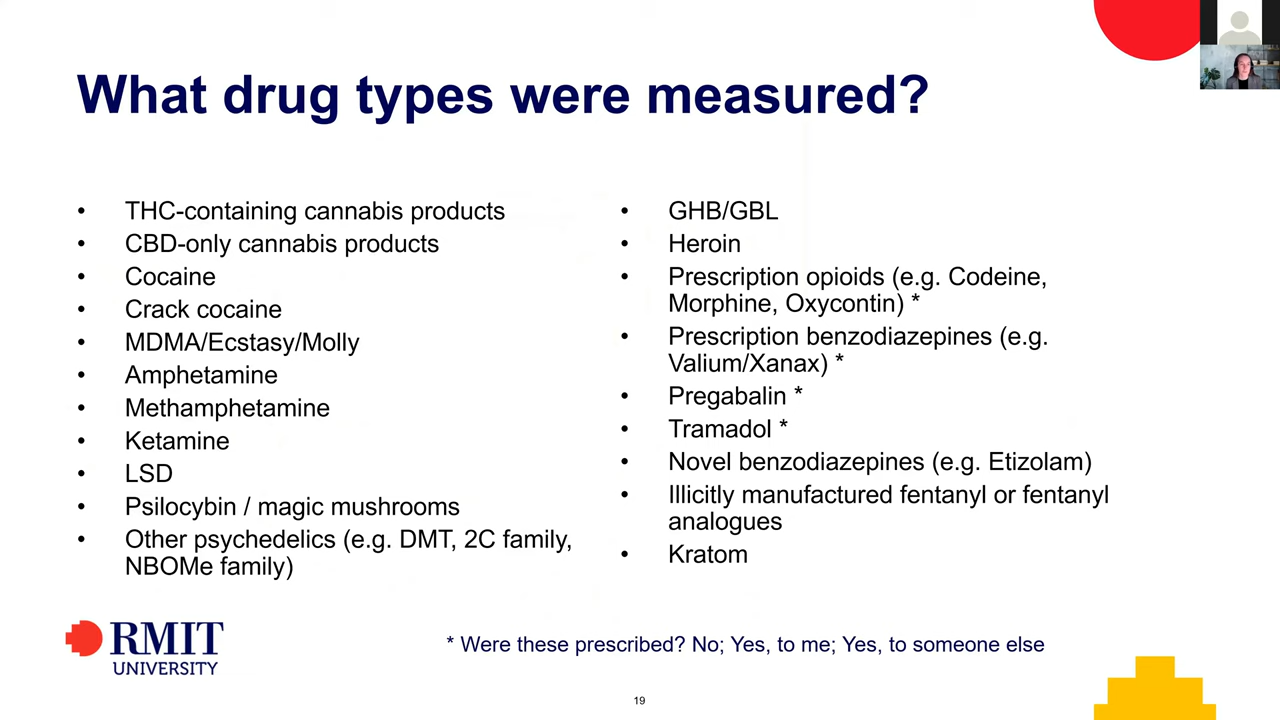 What drug types were measured?
• THC-containing cannabis products
• CBD-only cannabis products
• Cocaine
• Crack cocaine
• MDMA/Ecstasy/Molly
• Amphetamine
• Methamphetamine
• Ketamine
• LSD
• Psilocybin / magic mushrooms
• Other psychedelics (e.g. DMT, 2C family,
NBOMe family)
• GHB/GBL
• Heroin
• Prescription opioids (e.g. Codeine,
Morphine, Oxycontin) *
• Prescription benzodiazepines (e.g.
Valium/Xanax) *
• Pregabalin *
• Tramadol *
• Novel benzodiazepines (e.g. Etizolam)
• Illicitly manufactured fentanyl or fentanyl
analogues
• Kratom
RMIT
UNIVERSITY
* Were these prescribed? No; Yes, to me; Yes, to someone else
19